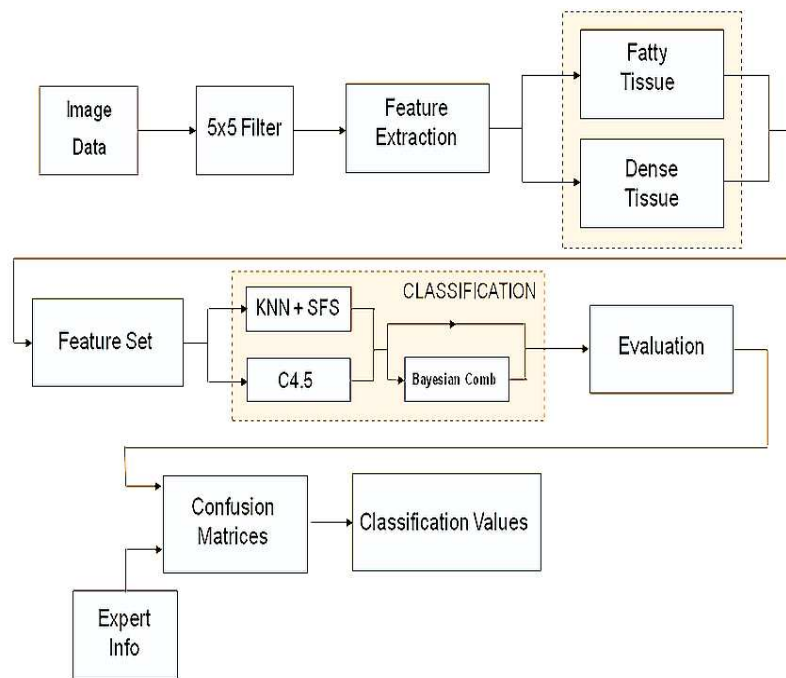 Image
Data
5x5 Filter
Feature
Extraction
Fatty
Tissue
Dense
Tissue
Feature Set
CLASSIFICATION
KNN + SFS
C4.5
Bayesian Comb
Evaluation
Confusion
Matrices
Classification Values
Expert
Info